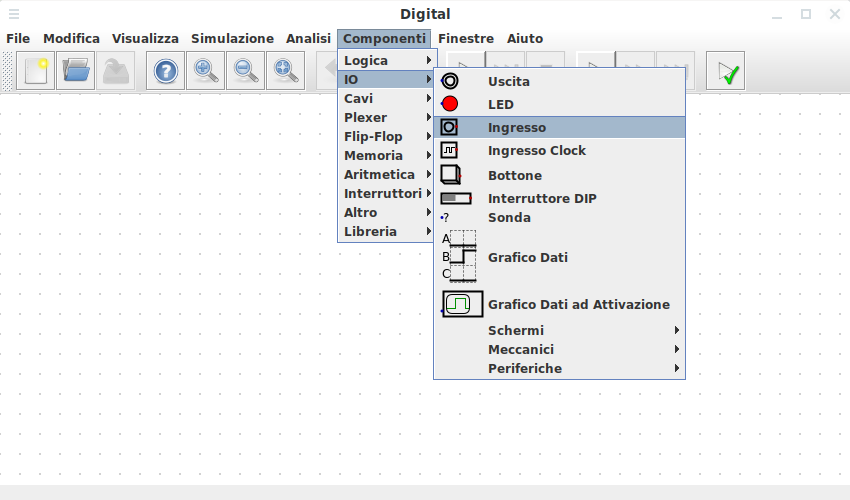 Digital
File Modifica Visualizza Simulazione Analisi Componenti Finestre Aiuto
Logica
IO
Cavi
Plexer
Flip-Flop
Memoria
Aritmetica
Interruttori
Altro
Libreria
Uscita
LED
Ingresso
Ingresso Clock
Bottone
Interruttore DIP
? Sonda
A
B Grafico Dati
C
Grafico Dati ad Attivazione
Schermi
Meccanici
Periferiche